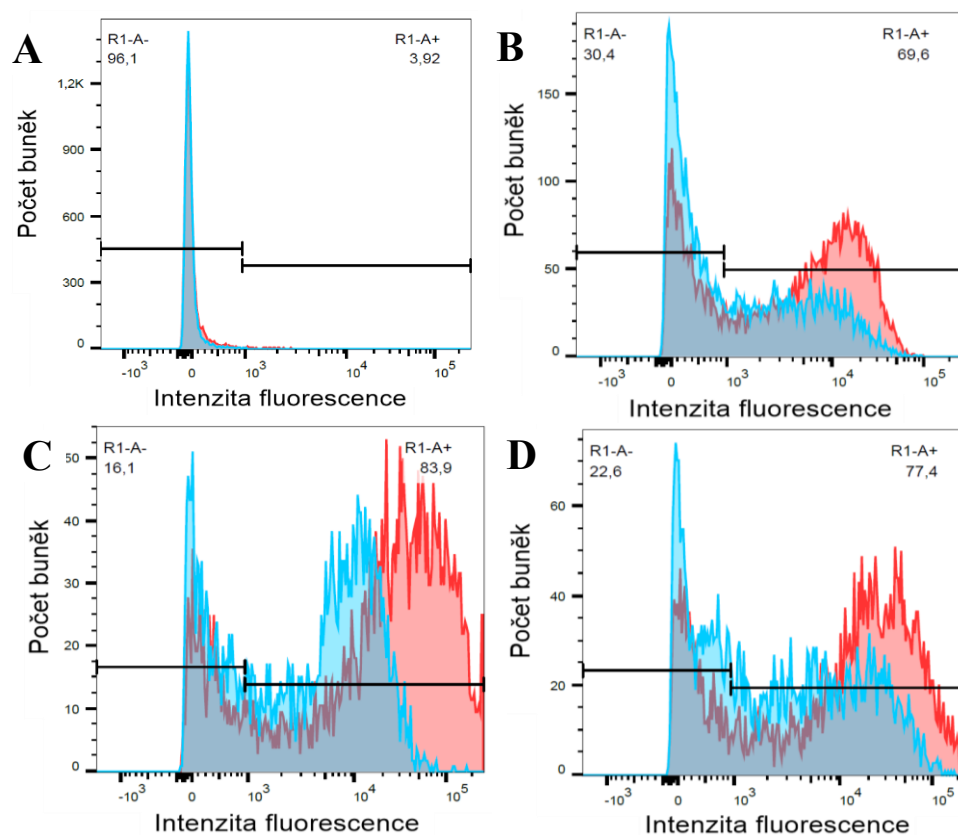 A
R1-A-
96,1
R1-A+
3,92
1,2K
900
600
300
0
Počet buněk
-10³ 0 10³ 10⁴ 10⁵
Intenzita fluorescence
B
R1-A-
30,4
R1-A+
69,6
150
100
50
0
Počet buněk
-10³ 0 10³ 10⁴ 10⁵
Intenzita fluorescence
C
R1-A-
16,1
R1-A+
83,9
50
40
30
20
10
0
Počet buněk
-10³ 0 10³ 10⁴ 10⁵
Intenzita fluorescence
D
R1-A-
22,6
R1-A+
77,4
60
40
20
0
Počet buněk
-10³ 0 10³ 10⁴ 10⁵
Intenzita fluorescence